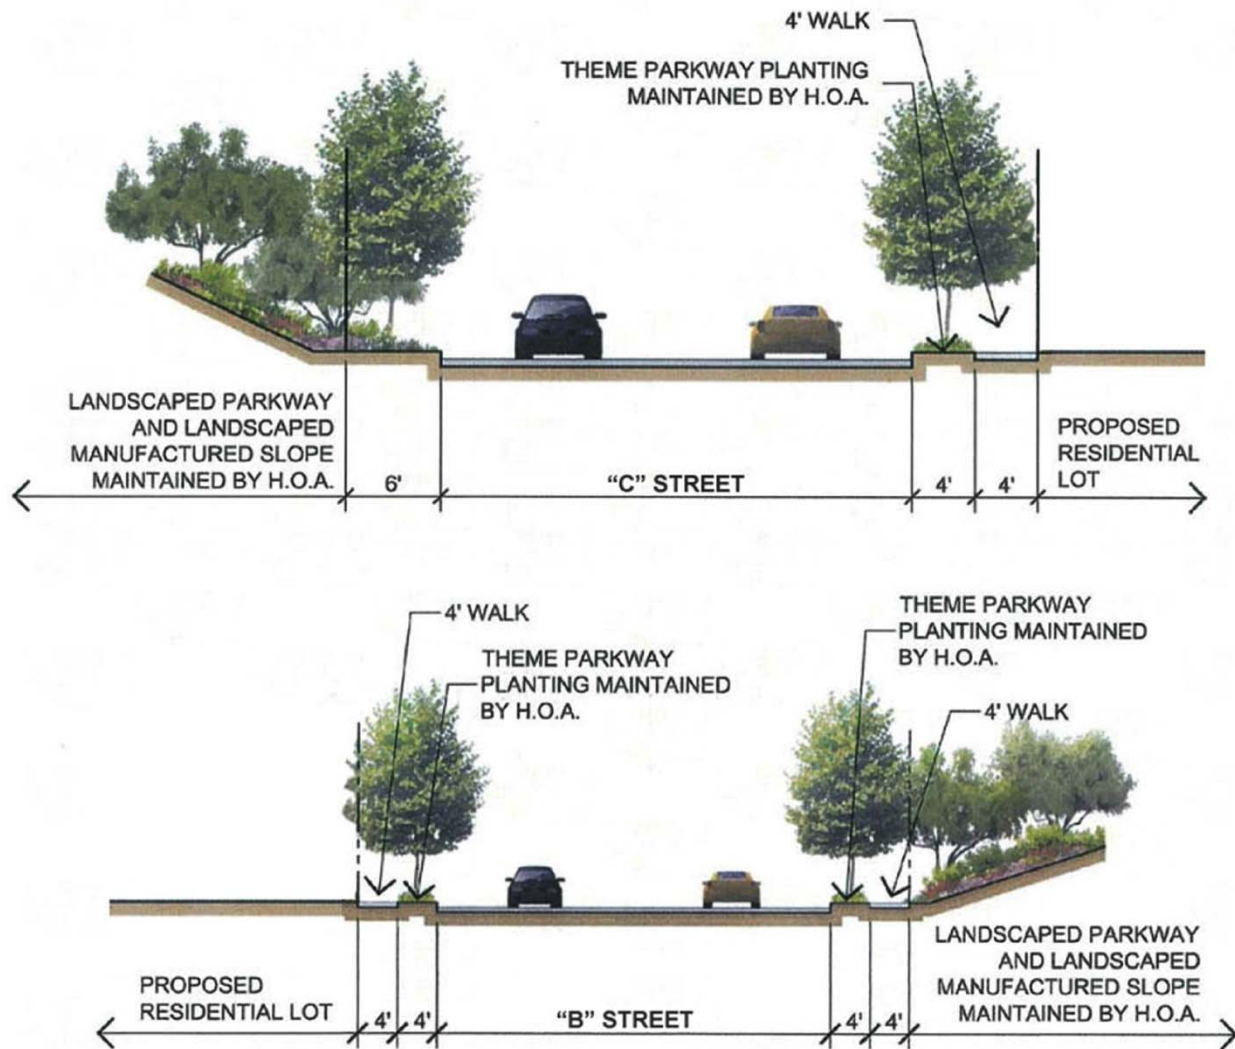 4' WALK
THEME PARKWAY PLANTING
MAINTAINED BY H.O.A.
LANDSCAPED PARKWAY
AND LANDSCAPED
MANUFACTURED SLOPE
MAINTAINED BY H.O.A.
6'
“C” STREET
4'
4'
PROPOSED
RESIDENTIAL
LOT
4' WALK
THEME PARKWAY
PLANTING MAINTAINED
BY H.O.A.
THEME PARKWAY
PLANTING MAINTAINED
BY H.O.A.
4' WALK
PROPOSED
RESIDENTIAL LOT
4'
4'
“B” STREET
4'
4'
LANDSCAPED PARKWAY
AND LANDSCAPED
MANUFACTURED SLOPE
MAINTAINED BY H.O.A.